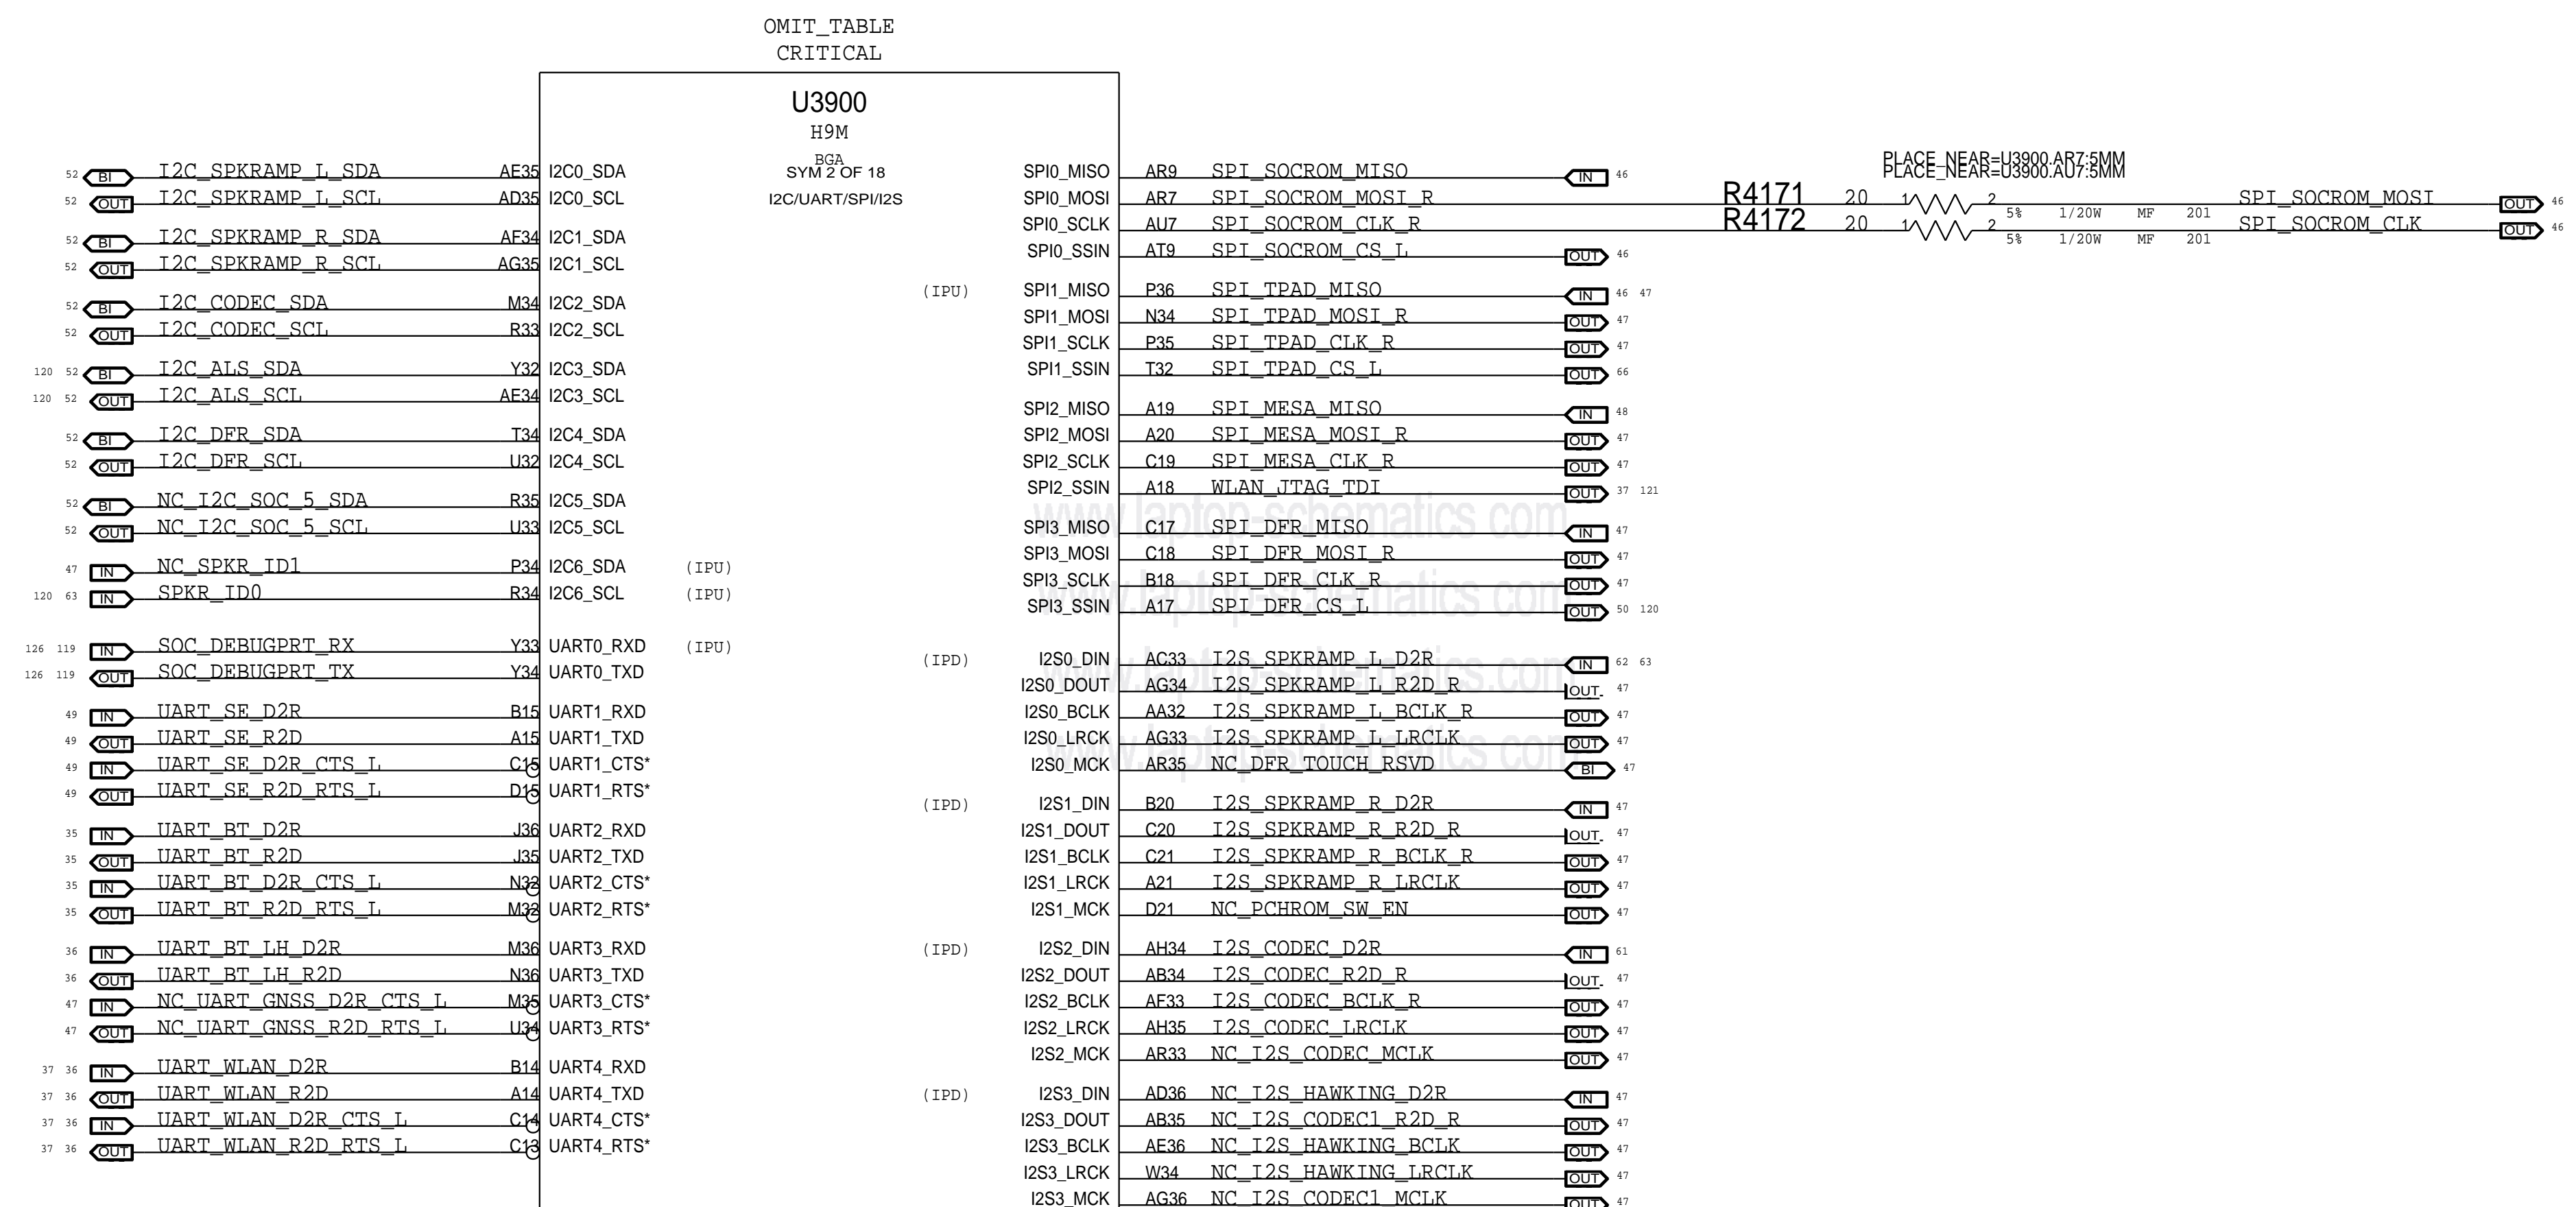 OMIT_TABLE
CRITICAL
U3900
H9M
BGA
SYM 2 OF 18
I2C/UART/SPI/I2S
52 BI I2C_SPKRAMP_L_SDA AE35 I2C0_SDA
52 OUT I2C_SPKRAMP_L_SCL AD35 I2C0_SCL
52 BI I2C_SPKRAMP_R_SDA AF34 I2C1_SDA
52 OUT I2C_SPKRAMP_R_SCL AG35 I2C1_SCL
52 BI I2C_CODEC_SDA M34 I2C2_SDA
52 OUT I2C_CODEC_SCL R33 I2C2_SCL
120 52 BI I2C_ALS_SDA Y32 I2C3_SDA
120 52 OUT I2C_ALS_SCL AE34 I2C3_SCL
52 BI I2C_DFR_SDA T34 I2C4_SDA
52 OUT I2C_DFR_SCL U32 I2C4_SCL
52 BI NC_I2C_SOC_5_SDA R35 I2C5_SDA
52 OUT NC_I2C_SOC_5_SCL U33 I2C5_SCL
47 IN NC_SPKR_ID1 P34 I2C6_SDA (IPU)
120 63 IN SPKR_ID0 R34 I2C6_SCL (IPU)
126 119 IN SOC_DEBUGPRT_RX Y33 UART0_RXD (IPU)
126 119 OUT SOC_DEBUGPRT_TX Y34 UART0_TXD
49 IN UART_SE_D2R B15 UART1_RXD
49 OUT UART_SE_R2D A15 UART1_TXD
49 IN UART_SE_D2R_CTS_L C15 UART1_CTS*
49 OUT UART_SE_R2D_RTS_L D15 UART1_RTS*
35 IN UART_BT_D2R J36 UART2_RXD
35 OUT UART_BT_R2D J35 UART2_TXD
35 IN UART_BT_D2R_CTS_L N32 UART2_CTS*
35 OUT UART_BT_R2D_RTS_L M32 UART2_RTS*
36 IN UART_BT_LH_D2R M36 UART3_RXD
36 OUT UART_BT_LH_R2D N36 UART3_TXD
47 IN NC_UART_GNSS_D2R_CTS_L M35 UART3_CTS*
47 OUT NC_UART_GNSS_R2D_RTS_L U34 UART3_RTS*
37 36 IN UART_WLAN_D2R B14 UART4_RXD
37 36 OUT UART_WLAN_R2D A14 UART4_TXD
37 36 IN UART_WLAN_D2R_CTS_L C14 UART4_CTS*
37 36 OUT UART_WLAN_R2D_RTS_L C13 UART4_RTS*
SPI0_MISO AR9 SPI_SOCROM_MISO IN 46
SPI0_MOSI AR7 SPI_SOCROM_MOSI_R
SPI0_SCLK AU7 SPI_SOCROM_CLK_R
SPI0_SSIN AT9 SPI_SOCROM_CS_L OUT 46
(IPU) SPI1_MISO P36 SPI_TPAD_MISO IN 46 47
SPI1_MOSI N34 SPI_TPAD_MOSI_R OUT 47
SPI1_SCLK P35 SPI_TPAD_CLK_R OUT 47
SPI1_SSIN T32 SPI_TPAD_CS_L OUT 66
SPI2_MISO A19 SPI_MESA_MISO IN 48
SPI2_MOSI A20 SPI_MESA_MOSI_R OUT 47
SPI2_SCLK C19 SPI_MESA_CLK_R OUT 47
SPI2_SSIN A18 WLAN_JTAG_TDI OUT 37 121
www.laptop-schematics.com
SPI3_MISO C17 SPI_DFR_MISO IN 47
SPI3_MOSI C18 SPI_DFR_MOSI_R OUT 47
SPI3_SCLK B18 SPI_DFR_CLK_R OUT 47
www.laptop-schematics.com
SPI3_SSIN A17 SPI_DFR_CS_L OUT 50 120
(IPD) I2S0_DIN AC33 I2S_SPKRAMP_L_D2R IN 62 63
www.laptop-schematics.com
I2S0_DOUT AG34 I2S_SPKRAMP_L_R2D_R OUT 47
I2S0_BCLK AA32 I2S_SPKRAMP_L_BCLK_R OUT 47
I2S0_LRCK AG33 I2S_SPKRAMP_L_LRCLK OUT 47
www.laptop-schematics.com
I2S0_MCK AR35 NC_DFR_TOUCH_RSVD BI 47
(IPD) I2S1_DIN B20 I2S_SPKRAMP_R_D2R IN 47
I2S1_DOUT C20 I2S_SPKRAMP_R_R2D_R OUT 47
I2S1_BCLK C21 I2S_SPKRAMP_R_BCLK_R OUT 47
I2S1_LRCK A21 I2S_SPKRAMP_R_LRCLK OUT 47
I2S1_MCK D21 NC_PCHROM_SW_EN OUT 47
(IPD) I2S2_DIN AH34 I2S_CODEC_D2R IN 61
I2S2_DOUT AB34 I2S_CODEC_R2D_R OUT 47
I2S2_BCLK AF33 I2S_CODEC_BCLK_R OUT 47
I2S2_LRCK AH35 I2S_CODEC_LRCLK OUT 47
I2S2_MCK AR33 NC_I2S_CODEC_MCLK OUT 47
(IPD) I2S3_DIN AD36 NC_I2S_HAWKING_D2R IN 47
I2S3_DOUT AB35 NC_I2S_CODEC1_R2D_R OUT 47
I2S3_BCLK AE36 NC_I2S_HAWKING_BCLK OUT 47
I2S3_LRCK W34 NC_I2S_HAWKING_LRCLK OUT 47
I2S3_MCK AG36 NC_I2S_CODEC1_MCLK OUT 47
PLACE_NEAR=U3900.AR7:5MM
PLACE_NEAR=U3900.AU7:5MM
R4171 20 1 2 SPI_SOCROM_MOSI OUT 46
5% 1/20W MF 201
R4172 20 1 2 SPI_SOCROM_CLK OUT 46
5% 1/20W MF 201